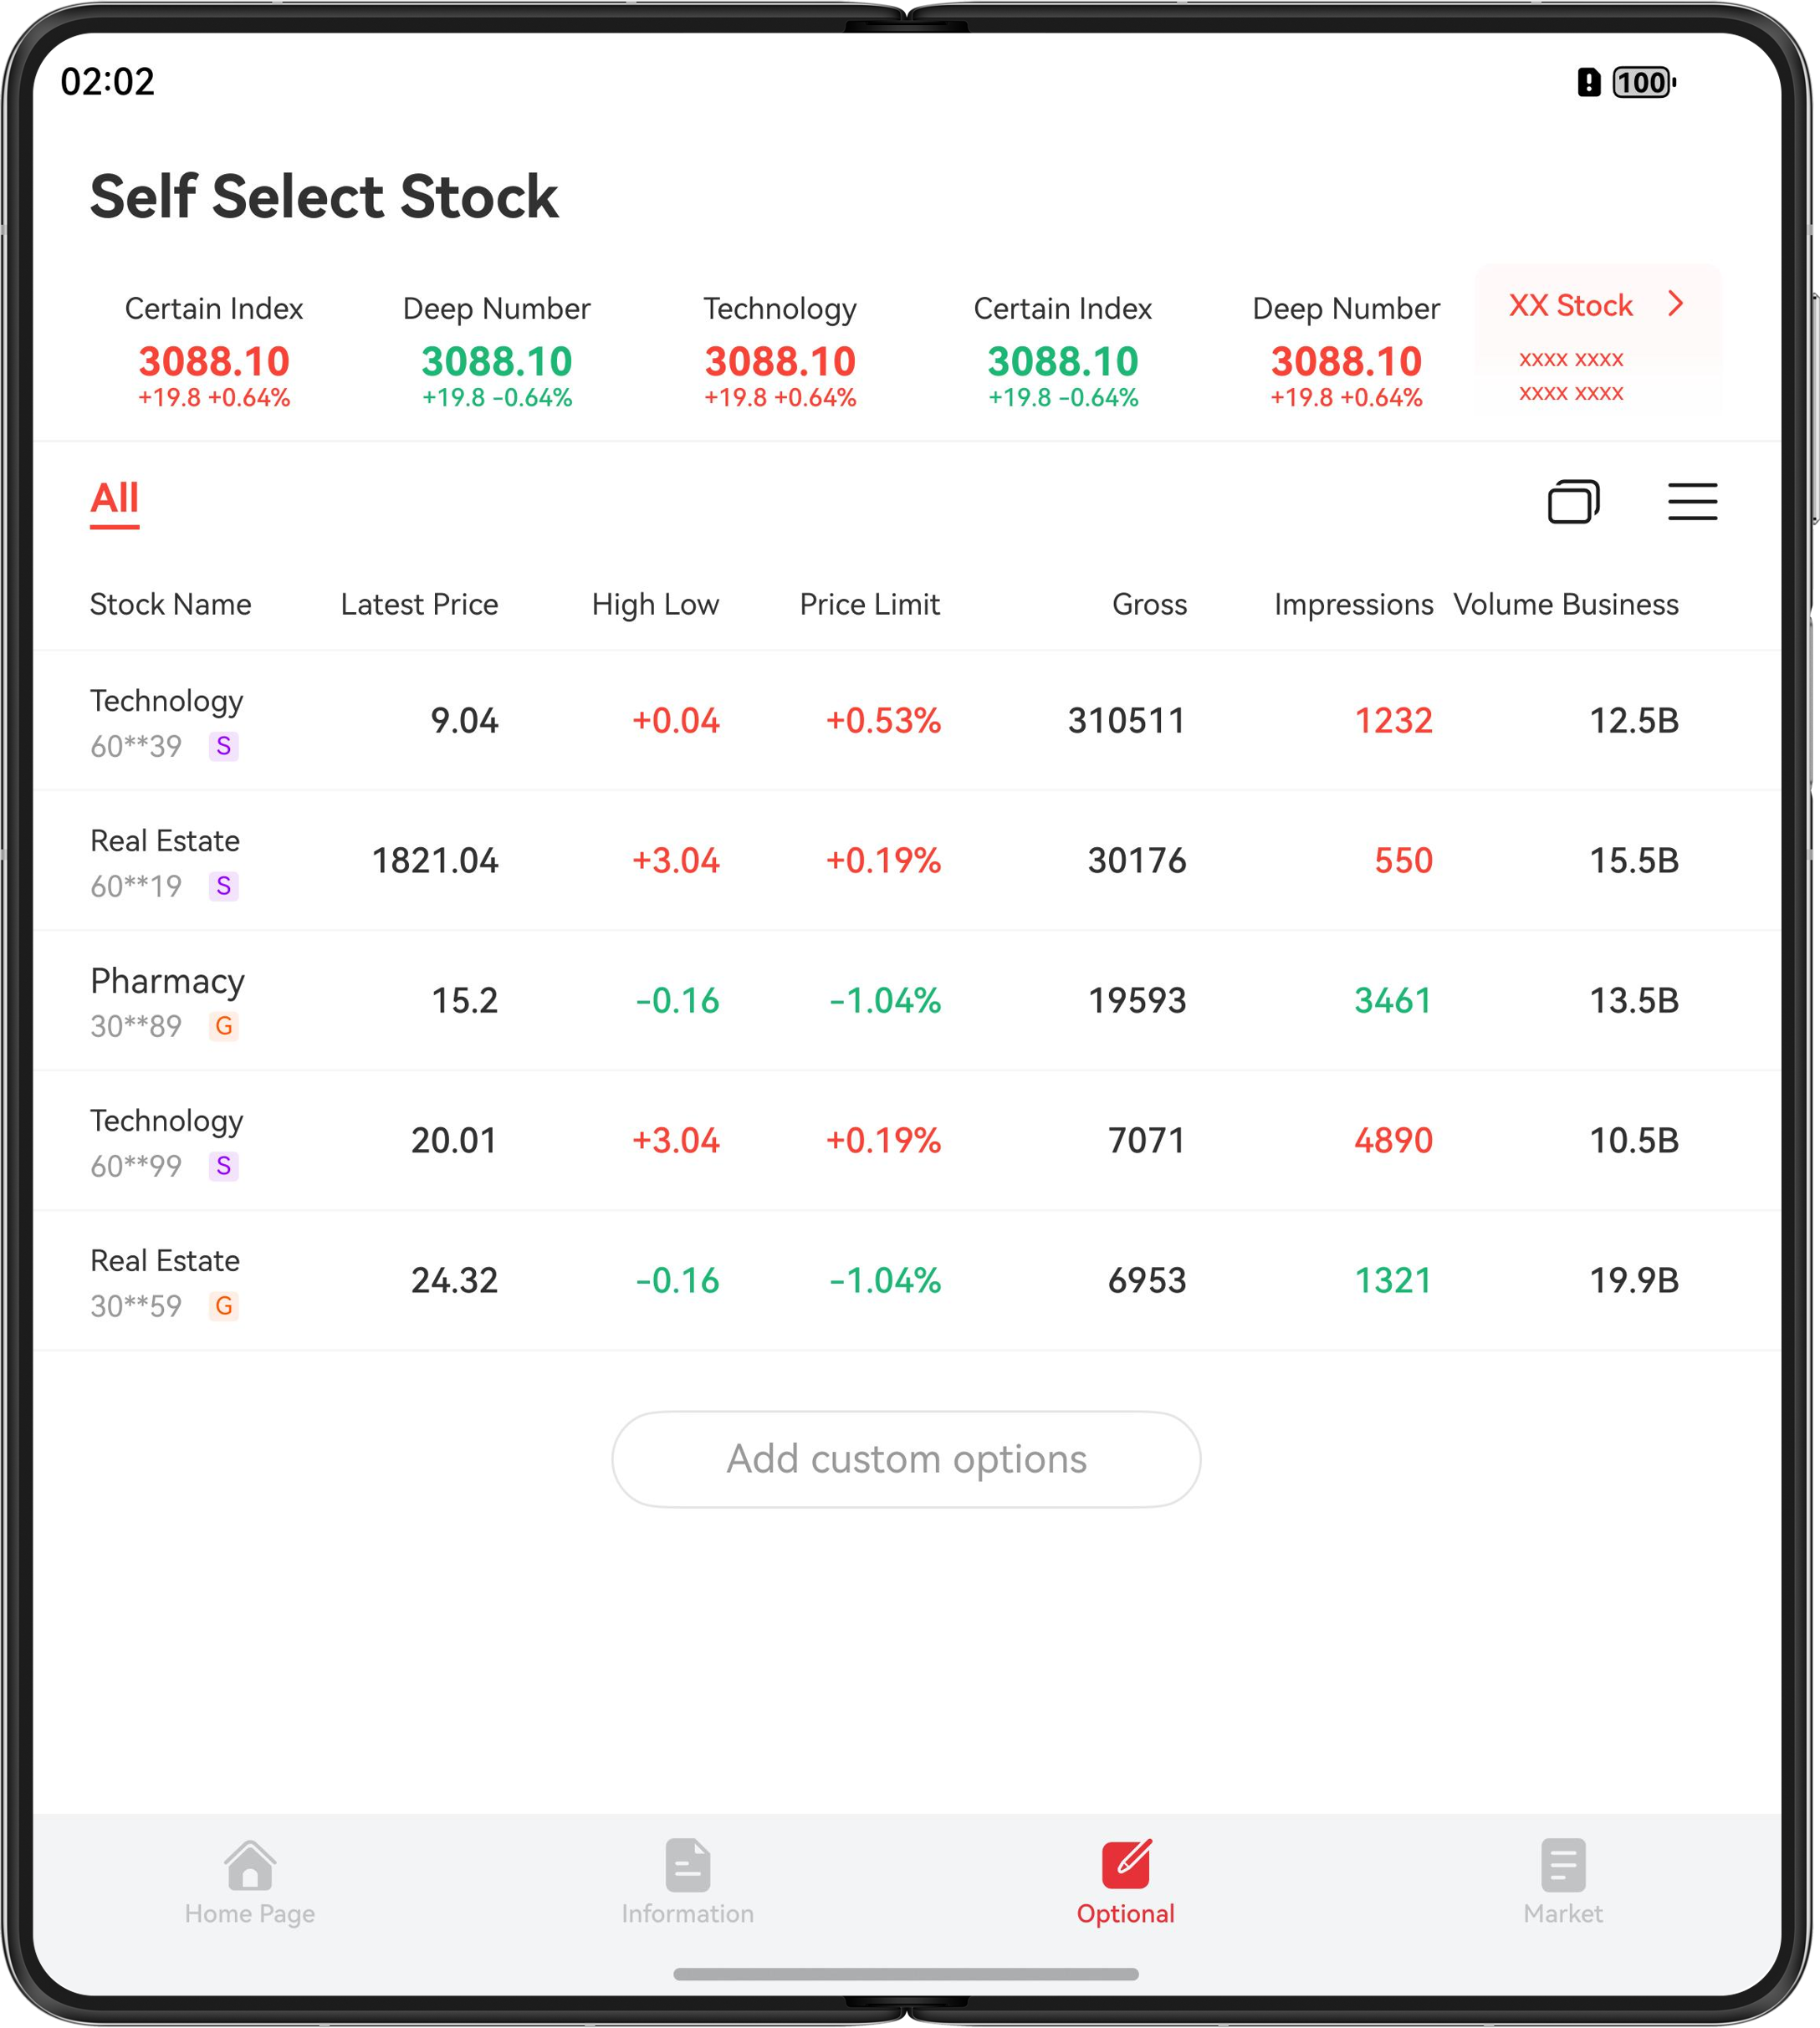 02:02
100
Self Select Stock
Certain Index Deep Number Technology Certain Index Deep Number XX Stock
3088.10 3088.10 3088.10 3088.10 3088.10 xxxx xxxx
+19.8 +0.64% +19.8 -0.64% +19.8 +0.64% +19.8 -0.64% +19.8 +0.64% xxxx xxxx
All
Stock Name Latest Price High Low Price Limit Gross Impressions Volume Business
Technology
60**39 S 9.04 +0.04 +0.53% 310511 1232 12.5B
Real Estate
60**19 S 1821.04 +3.04 +0.19% 30176 550 15.5B
Pharmacy
30**89 G 15.2 -0.16 -1.04% 19593 3461 13.5B
Technology
60**99 S 20.01 +3.04 +0.19% 7071 4890 10.5B
Real Estate
30**59 G 24.32 -0.16 -1.04% 6953 1321 19.9B
Add custom options
Home Page Information Optional Market